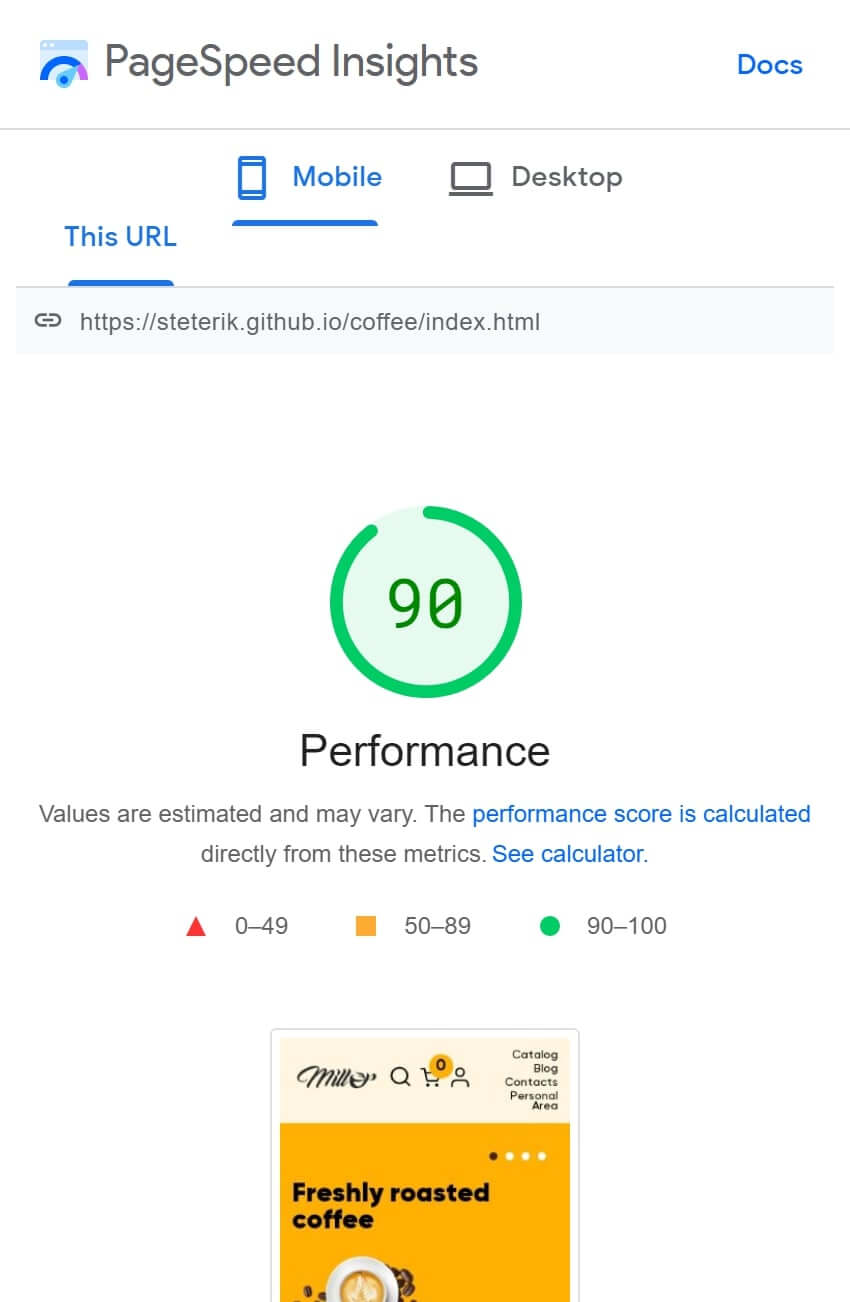 PageSpeed Insights
Docs
Mobile
Desktop
This URL
https://steterik.github.io/coffee/index.html
90
Performance
Values are estimated and may vary. The performance score is calculated
directly from these metrics. See calculator.
0–49
50–89
90–100
Miller
0
Catalog
Blog
Contacts
Personal
Area
Freshly roasted
coffee